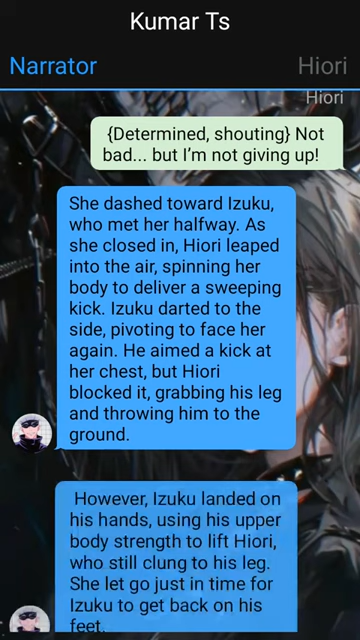 Kumar Ts
Narrator
Hiori
Hiori
{Determined, shouting} Not
bad... but I’m not giving up!
She dashed toward Izuku,
who met her halfway. As
she closed in, Hiori leaped
into the air, spinning her
body to deliver a sweeping
kick. Izuku darted to the
side, pivoting to face her
again. He aimed a kick at
her chest, but Hiori
blocked it, grabbing his leg
and throwing him to the
ground.
However, Izuku landed on
his hands, using his upper
body strength to lift Hiori,
who still clung to his leg.
She let go just in time for
Izuku to get back on his
feet.